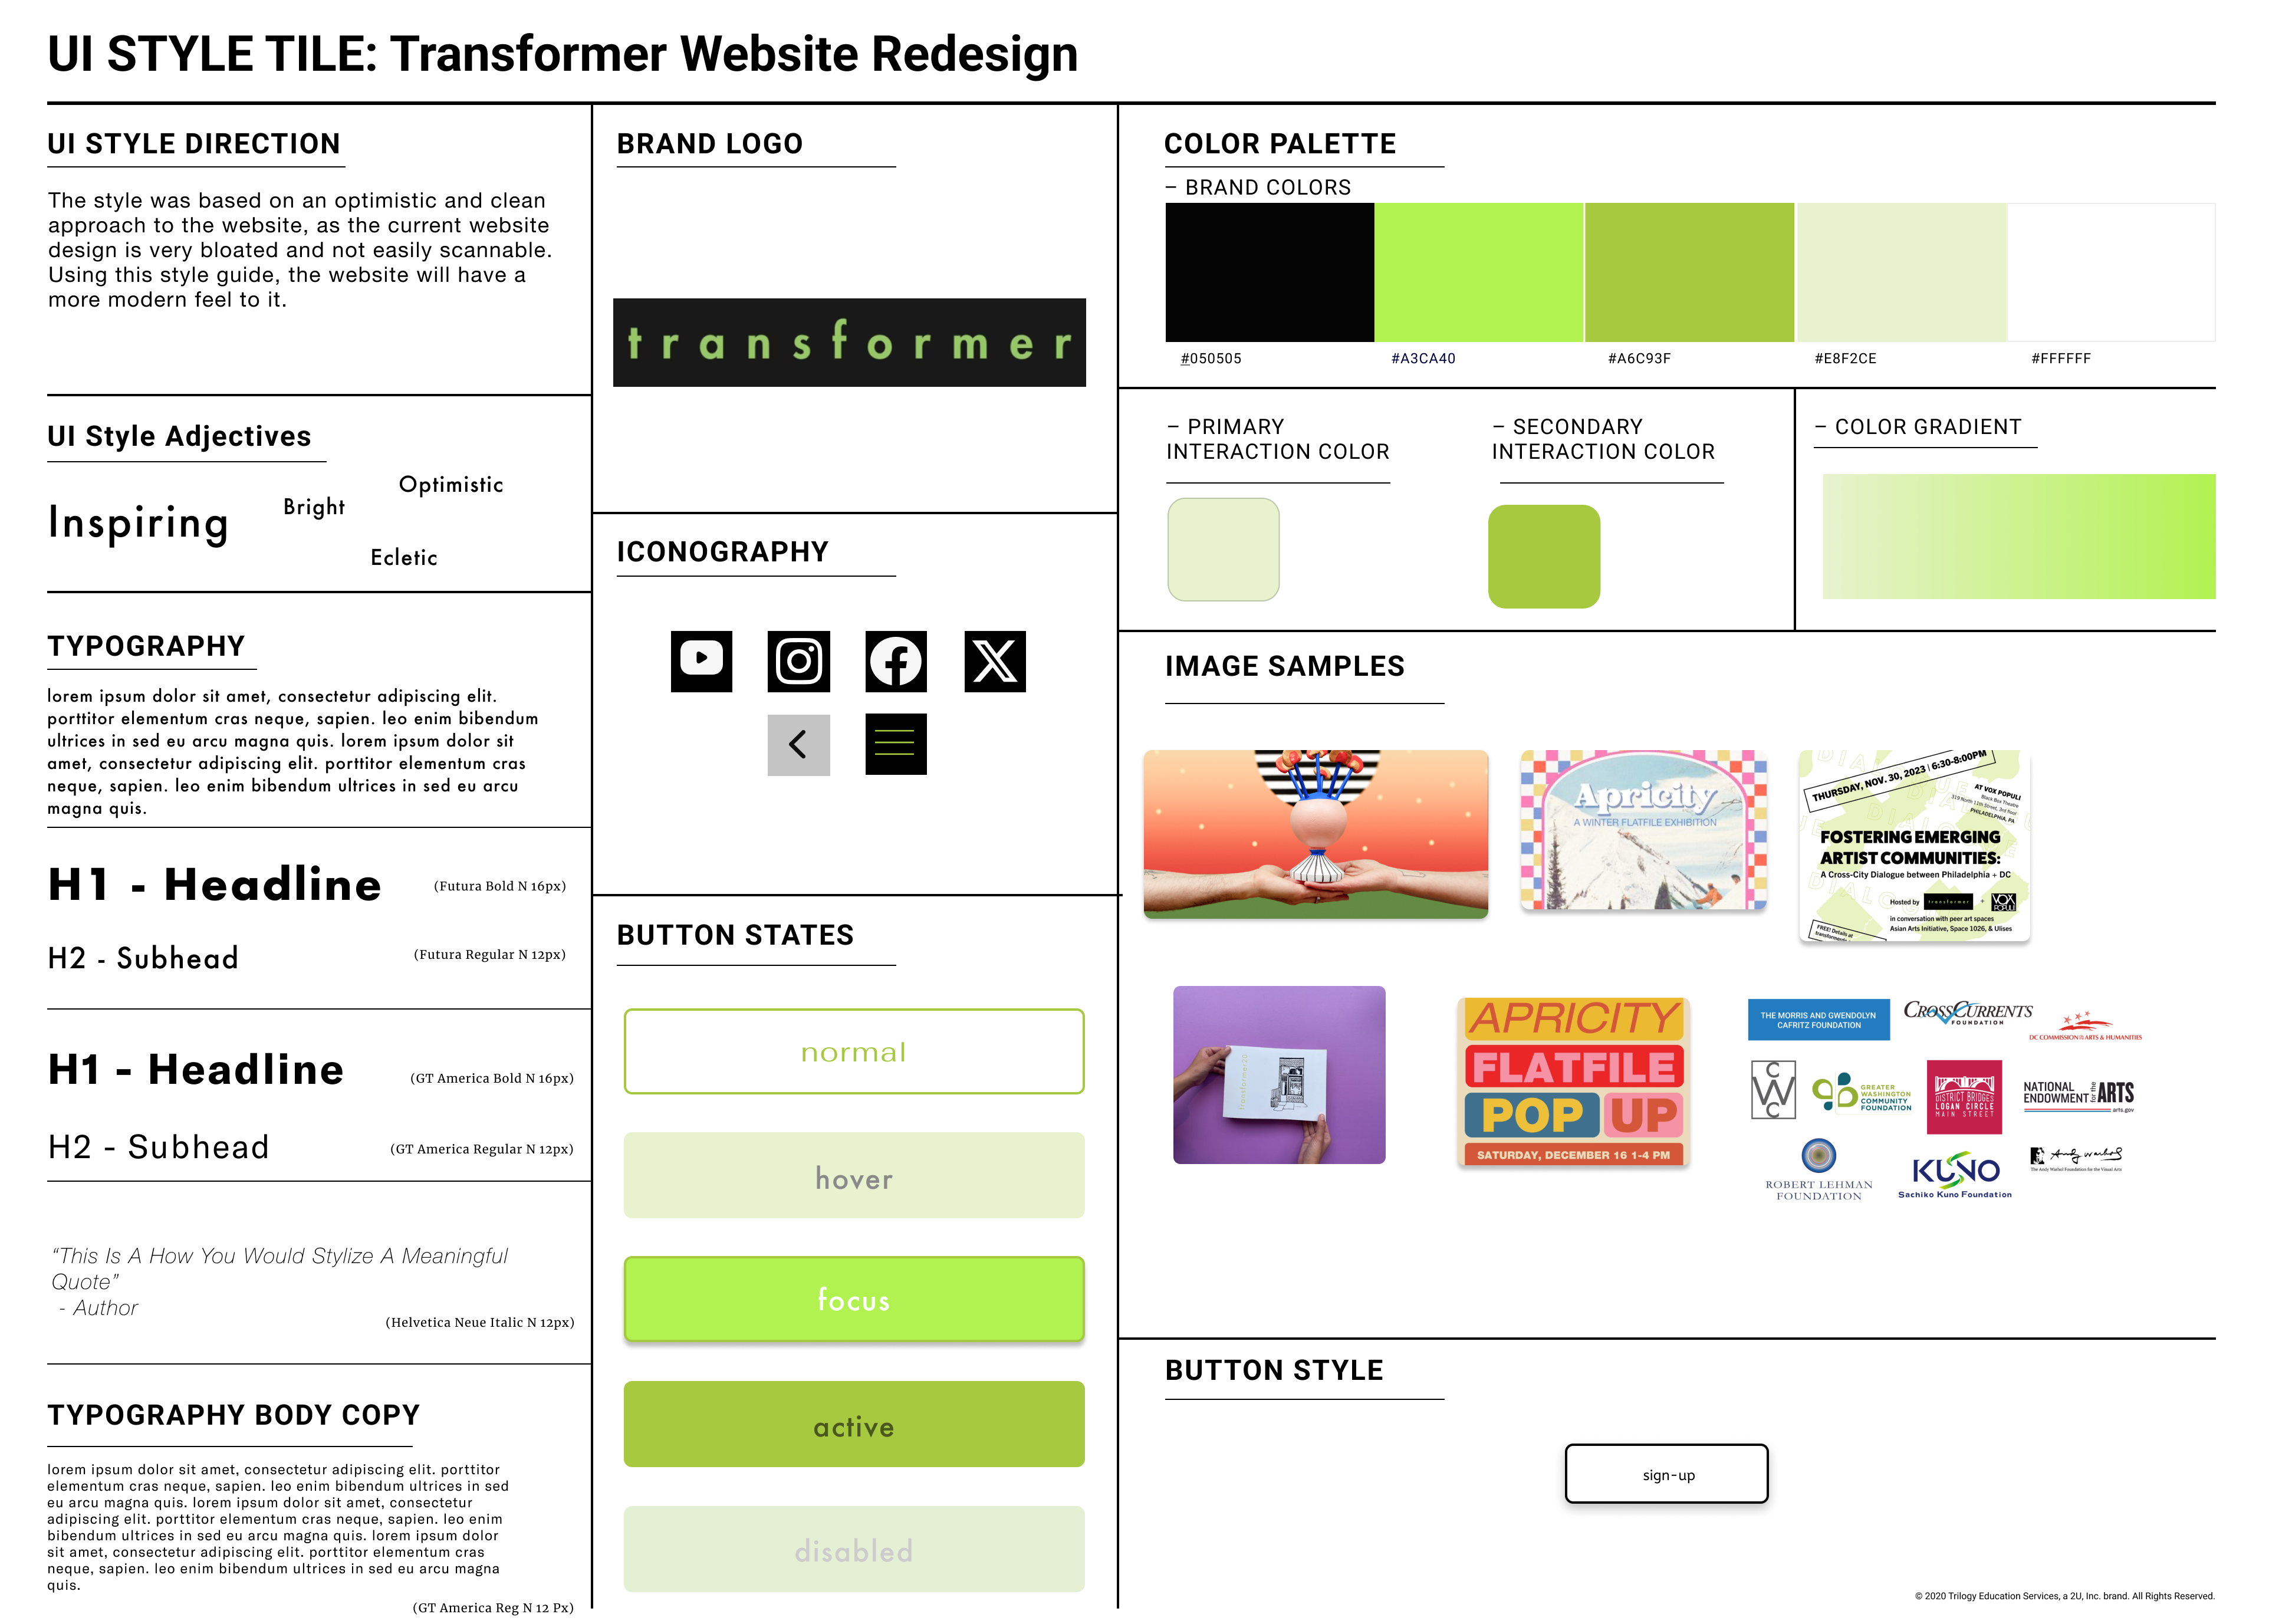 UI STYLE TILE: Transformer Website Redesign
UI STYLE DIRECTION
The style was based on an optimistic and clean
approach to the website, as the current website
design is very bloated and not easily scannable.
Using this style guide, the website will have a
more modern feel to it.
UI Style Adjectives
Inspiring
Bright
Optimistic
Ecletic
TYPOGRAPHY
lorem ipsum dolor sit amet, consectetur adipiscing elit.
porttitor elementum cras neque, sapien. leo enim bibendum
ultrices in sed eu arcu magna quis. lorem ipsum dolor sit
amet, consectetur adipiscing elit. porttitor elementum cras
neque, sapien. leo enim bibendum ultrices in sed eu arcu
magna quis.
H1 - Headline
(Futura Bold N 16px)
H2 - Subhead
(Futura Regular N 12px)
H1 - Headline
(GT America Bold N 16px)
H2 - Subhead
(GT America Regular N 12px)
“This Is A How You Would Stylize A Meaningful
Quote”
- Author
(Helvetica Neue Italic N 12px)
TYPOGRAPHY BODY COPY
lorem ipsum dolor sit amet, consectetur adipiscing elit. porttitor
elementum cras neque, sapien. leo enim bibendum ultrices in sed
eu arcu magna quis. lorem ipsum dolor sit amet, consectetur
adipiscing elit. porttitor elementum cras neque, sapien. leo enim
bibendum ultrices in sed eu arcu magna quis. lorem ipsum dolor
sit amet, consectetur adipiscing elit. porttitor elementum cras
neque, sapien. leo enim bibendum ultrices in sed eu arcu magna
quis.
(GT America Reg N 12 Px)
BRAND LOGO
transformer
ICONOGRAPHY
BUTTON STATES
normal
hover
focus
active
disabled
COLOR PALETTE
– BRAND COLORS
#050505
#A3CA40
#A6C93F
#E8F2CE
#FFFFFF
– PRIMARY
INTERACTION COLOR
– SECONDARY
INTERACTION COLOR
– COLOR GRADIENT
IMAGE SAMPLES
Apricity
A WINTER FLATFILE EXHIBITION
THURSDAY, NOV. 30, 2023 | 6:30-8:00PM
AT VOX POPULI
Black Box Theatre
319 North 11th Street, 3rd floor
PHILADELPHIA, PA
FOSTERING EMERGING
ARTIST COMMUNITIES:
A Cross-City Dialogue between Philadelphia + DC
Hosted by transformer + VOX POPULI
in conversation with peer art spaces
Asian Arts Initiative, Space 1026, & Ulises
FREE! Details at
transformer20
APRICITY
FLATFILE
POP UP
SATURDAY, DECEMBER 16 1-4 PM
THE MORRIS AND GWENDOLYN
CAFRITZ FOUNDATION
CROSSCURRENTS
FOUNDATION
DC COMMISSION ON THE ARTS & HUMANITIES
CWC
GREATER
WASHINGTON
COMMUNITY
FOUNDATION
DISTRICT BRIDGES
LOGAN CIRCLE
MAIN STREET
NATIONAL
ENDOWMENT for the ARTS
arts.gov
ROBERT LEHMAN
FOUNDATION
KUNO
Sachiko Kuno Foundation
Andy Warhol
The Andy Warhol Foundation for the Visual Arts
BUTTON STYLE
sign-up
© 2020 Trilogy Education Services, a 2U, Inc. brand. All Rights Reserved.